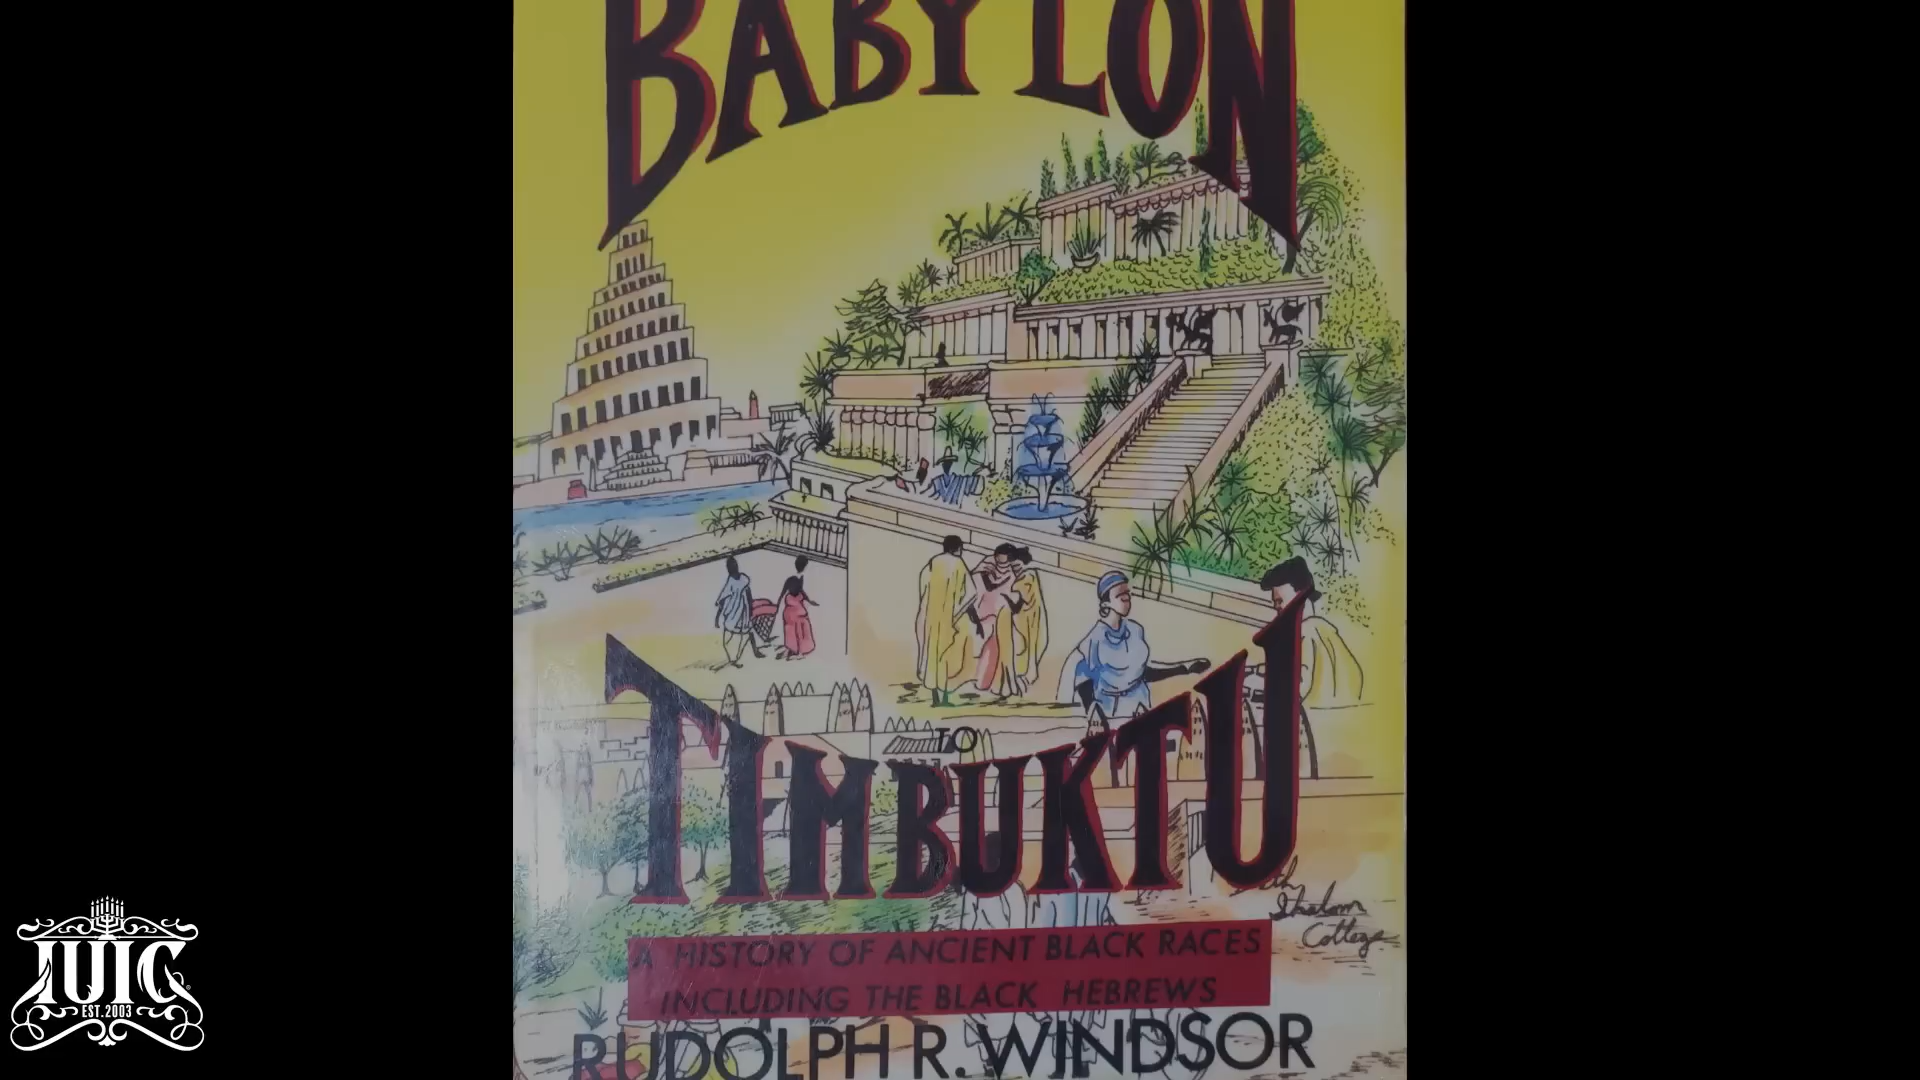 BABYLON
TO
TIMBUKTU
A HISTORY OF ANCIENT BLACK RACES
INCLUDING THE BLACK HEBREWS
RUDOLPH R. WINDSOR
IUIC
EST.2003